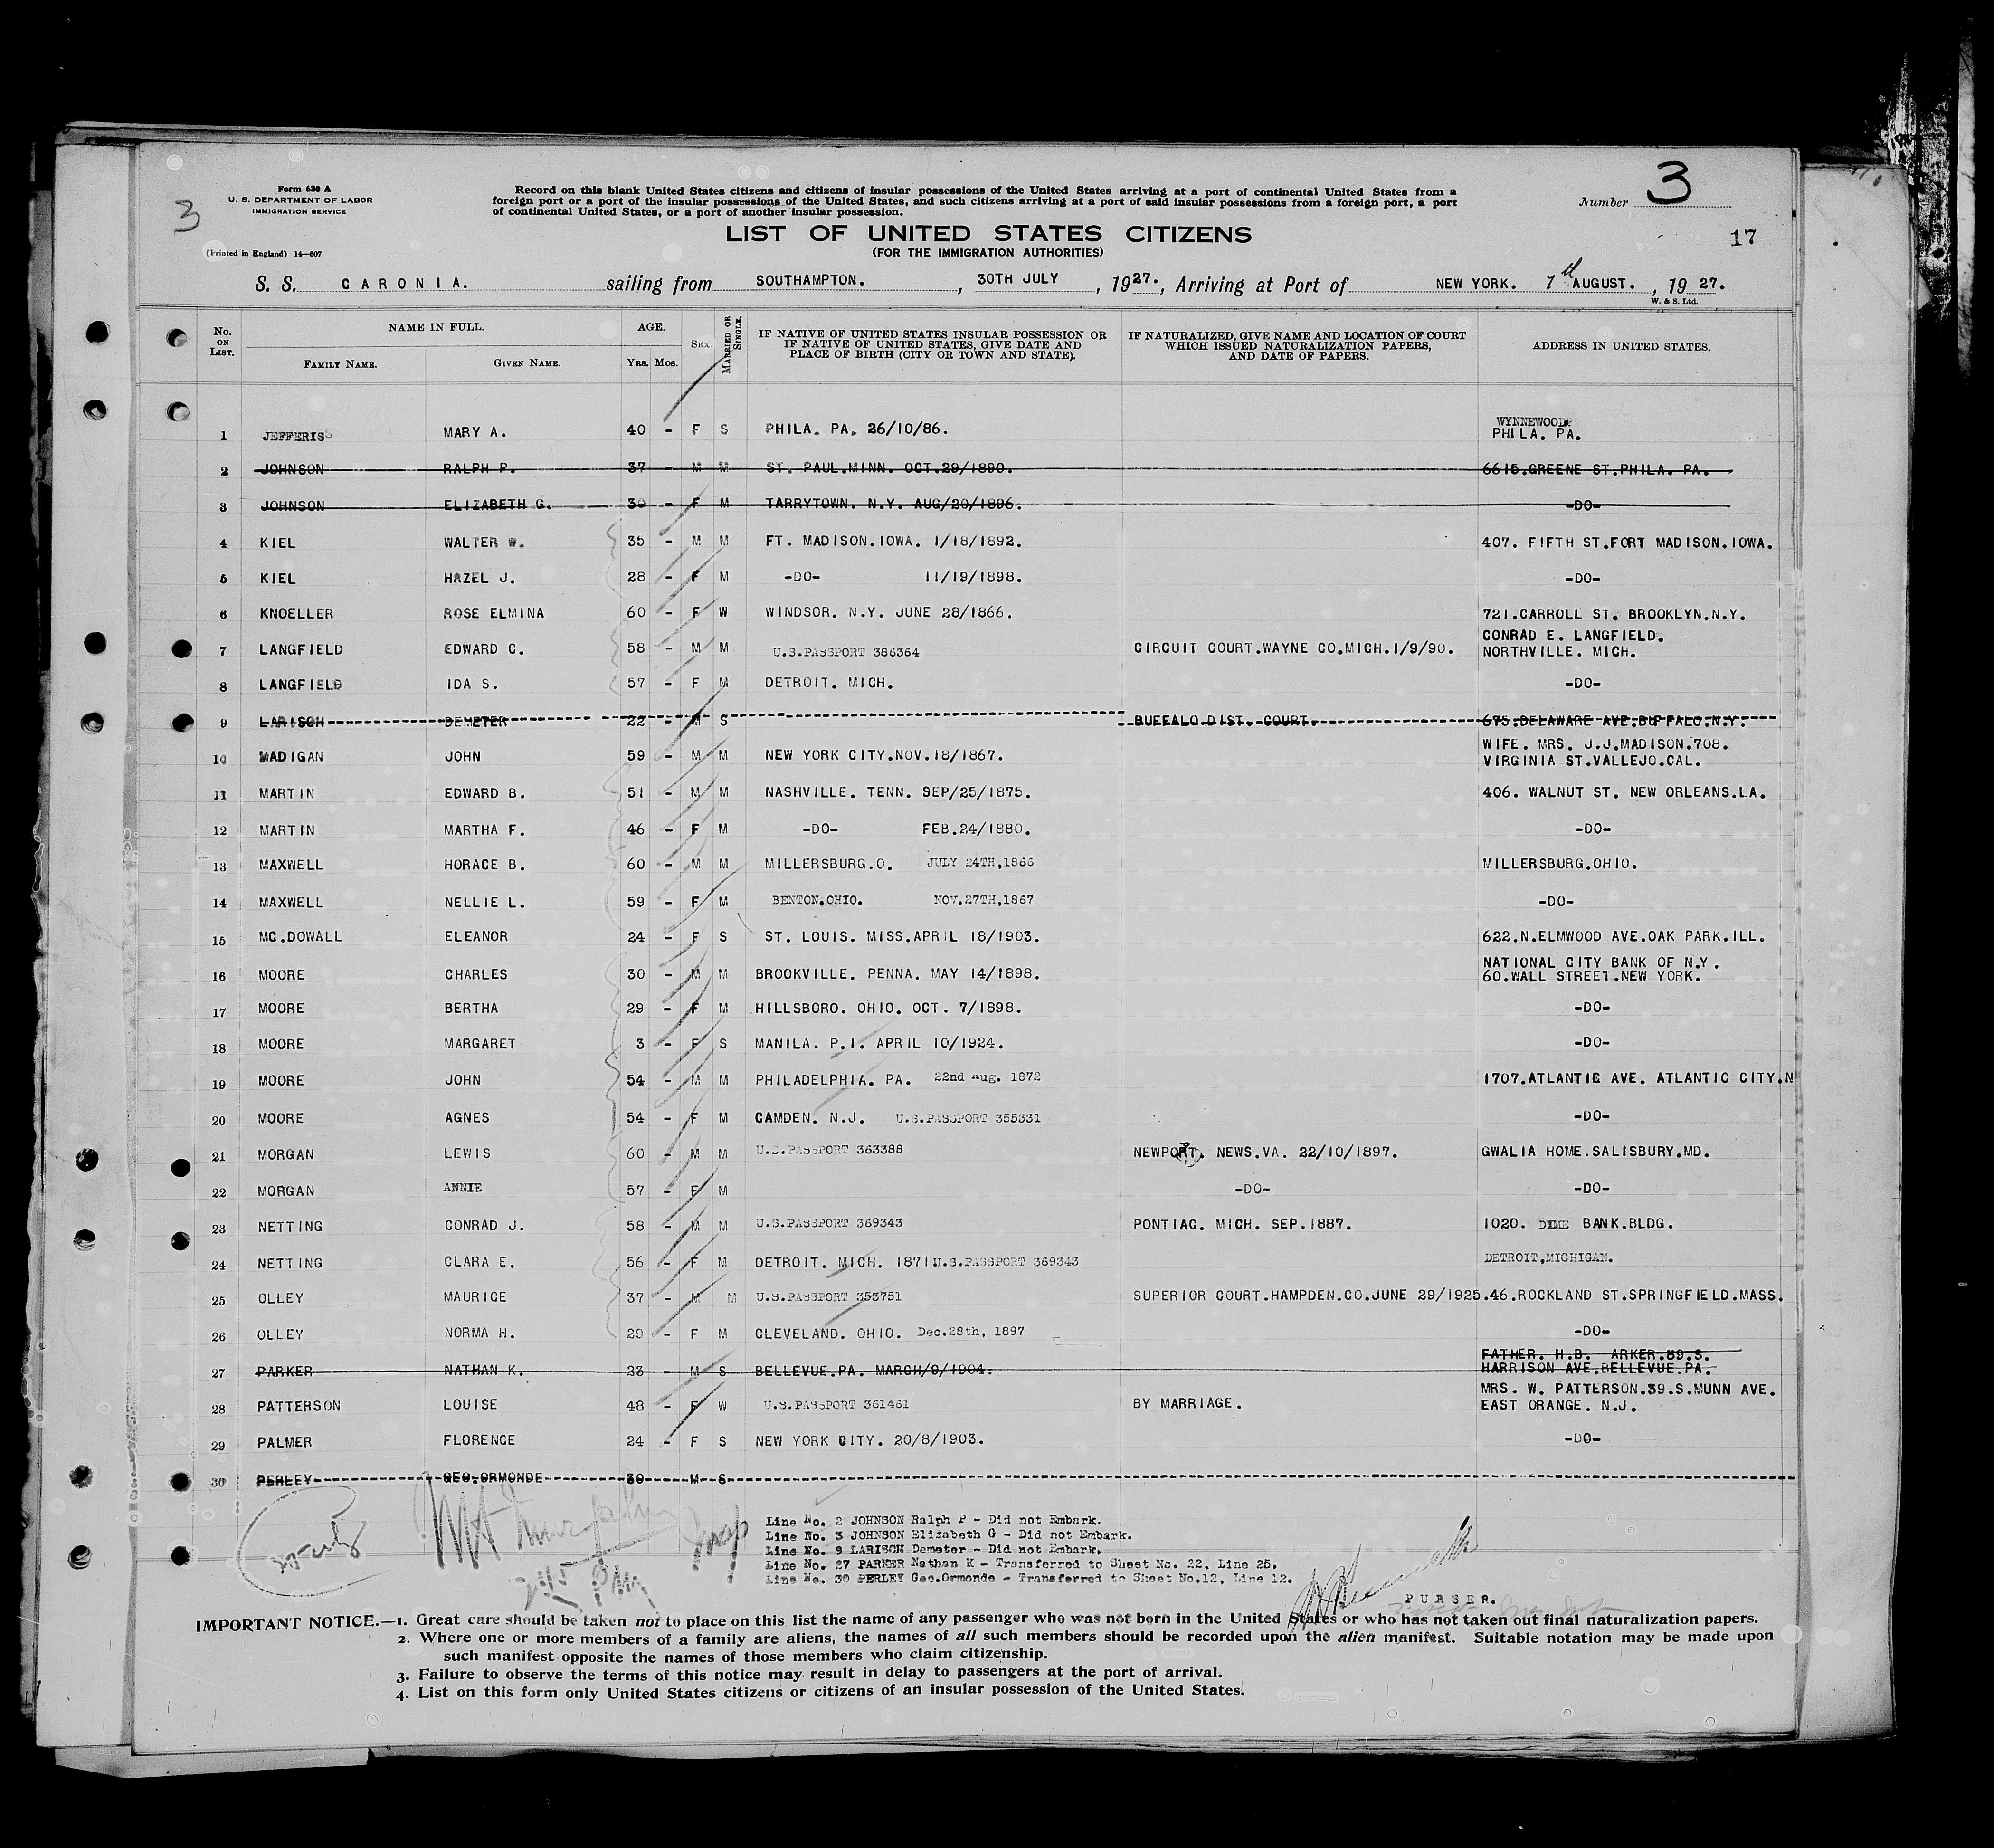 3
Form 630 A
U. S. DEPARTMENT OF LABOR
IMMIGRATION SERVICE
(Printed in England) 14—607
Record on this blank United States citizens and citizens of insular possessions of the United States arriving at a port of continental United States from a
foreign port or a port of the insular possessions of the United States, and such citizens arriving at a port of said insular possessions from a foreign port, a port
of continental United States, or a port of another insular possession.
Number 3
17
LIST OF UNITED STATES CITIZENS
(FOR THE IMMIGRATION AUTHORITIES)
S. S. CARONIA. sailing from SOUTHAMPTON. , 30TH JULY , 1927. , Arriving at Port of NEW YORK. 7th AUGUST. , 19 27.
W. & S. Ltd.
No. ON LIST. NAME IN FULL. FAMILY NAME. GIVEN NAME. AGE. Yrs. Mos. SEX. MARRIED OR SINGLE. IF NATIVE OF UNITED STATES INSULAR POSSESSION OR IF NATIVE OF UNITED STATES, GIVE DATE AND PLACE OF BIRTH (CITY OR TOWN AND STATE). IF NATURALIZED, GIVE NAME AND LOCATION OF COURT WHICH ISSUED NATURALIZATION PAPERS, AND DATE OF PAPERS. ADDRESS IN UNITED STATES.
1 JEFFERIS MARY A. 40 - F S PHILA. PA. 26/10/86. WYNNEWOOD. PHILA. PA.
2 JOHNSON RALPH P. 37 - M M ST. PAUL.MINN. OCT.29/1890. 6615.GREENE ST.PHILA. PA.
3 JOHNSON ELIZABETH G. 30 - F M TARRYTOWN. N.Y. AUG/20/1896. -DO-
4 KIEL WALTER W. 35 - M M FT. MADISON.IOWA. 1/18/1892. 407. FIFTH ST.FORT MADISON.IOWA.
5 KIEL HAZEL J. 28 - F M -DO- 11/19/1898. -DO-
6 KNOELLER ROSE ELMINA 60 - F W WINDSOR. N.Y. JUNE 28/1866. 721.CARROLL ST. BROOKLYN.N.Y.
7 LANGFIELD EDWARD C. 58 - M M U.S.PASSPORT 386364 CIRCUIT COURT.WAYNE CO.MICH.1/9/90. CONRAD E. LANGFIELD. NORTHVILLE. MICH.
8 LANGFIELD IDA S. 57 - F M DETROIT. MICH. -DO-
9 LARISCH DEMETER 22 - M S BUFFALO DIST. COURT. 675.DELAWARE AVE.BUFFALO.N.Y.
10 MADIGAN JOHN 59 - M M NEW YORK CITY.NOV.18/1867. WIFE. MRS. J.J.MADISON.708. VIRGINIA ST.VALLEJO.CAL.
11 MARTIN EDWARD B. 51 - M M NASHVILLE. TENN. SEP/25/1875. 406. WALNUT ST. NEW ORLEANS.LA.
12 MARTIN MARTHA F. 46 - F M -DO- FEB.24/1880. -DO-
13 MAXWELL HORACE B. 60 - M M MILLERSBURG.O. JULY 24TH,1866 MILLERSBURG.OHIO.
14 MAXWELL NELLIE L. 59 - F M BENTON,OHIO. NOV.27TH,1867 -DO-
15 MC.DOWALL ELEANOR 24 - F S ST. LOUIS. MISS.APRIL 18/1903. 622.N.ELMWOOD AVE.OAK PARK.ILL.
16 MOORE CHARLES 30 - M M BROOKVILLE. PENNA. MAY 14/1898. NATIONAL CITY BANK OF N.Y. 60.WALL STREET.NEW YORK.
17 MOORE BERTHA 29 - F M HILLSBORO. OHIO. OCT. 7/1898. -DO-
18 MOORE MARGARET 3 - F S MANILA. P.I. APRIL 10/1924. -DO-
19 MOORE JOHN 54 - M M PHILADELPHIA. PA. 22nd Aug. 1872 1707.ATLANTIC AVE. ATLANTIC CITY.N
20 MOORE AGNES 54 - F M CAMDEN. N.J. U.S.PASSPORT 355331 -DO-
21 MORGAN LEWIS 60 - M M U.S.PASSPORT 363388 NEWPORT. NEWS.VA. 22/10/1897. GWALIA HOME.SALISBURY.MD.
22 MORGAN ANNIE 57 - F M -DO- -DO-
23 NETTING CONRAD J. 58 - M M U.S.PASSPORT 369343 PONTIAC. MICH. SEP.1887. 1020. DIME BANK.BLDG.
24 NETTING CLARA E. 56 - F M DETROIT. MICH. 1871 U.S.PASSPORT 369343 DETROIT,MICHIGAN.
25 OLLEY MAURICE 37 - M M U.S.PASSPORT 353751 SUPERIOR COURT.HAMPDEN.CO.JUNE 29/1925. 46.ROCKLAND ST.SPRINGFIELD.MASS.
26 OLLEY NORMA H. 29 - F M CLEVELAND. OHIO. Dec.28th, 1897 -DO-
27 PARKER NATHAN K. 23 - M S BELLEVUE.PA. MARCH/9/1904. FATHER. H.B. ARKER.89.S. HARRISON AVE.BELLEVUE.PA.
28 PATTERSON LOUISE 48 - F W U.S.PASSPORT 361461 BY MARRIAGE. MRS. W. PATTERSON.39.S.MUNN AVE. EAST ORANGE. N.J.
29 PALMER FLORENCE 24 - F S NEW YORK CITY. 20/8/1903. -DO-
30 PERLEY GEO.ORMONDE 30 - M S
Line No. 2 JOHNSON Ralph P - Did not Embark.
Line No. 3 JOHNSON Elizabeth G - Did not Embark.
Line No. 9 LARISCH Demeter - Did not Embark.
Line No. 27 PARKER Nathan K - Transferred to Sheet No. 22, Line 25.
Line No. 30 PERLEY Geo.Ormonde - Transferred to Sheet No.12, Line 12.
PURSER.
IMPORTANT NOTICE.—1. Great care should be taken not to place on this list the name of any passenger who was not born in the United States or who has not taken out final naturalization papers.
2. Where one or more members of a family are aliens, the names of all such members should be recorded upon the alien manifest. Suitable notation may be made upon
such manifest opposite the names of those members who claim citizenship.
3. Failure to observe the terms of this notice may result in delay to passengers at the port of arrival.
4. List on this form only United States citizens or citizens of an insular possession of the United States.